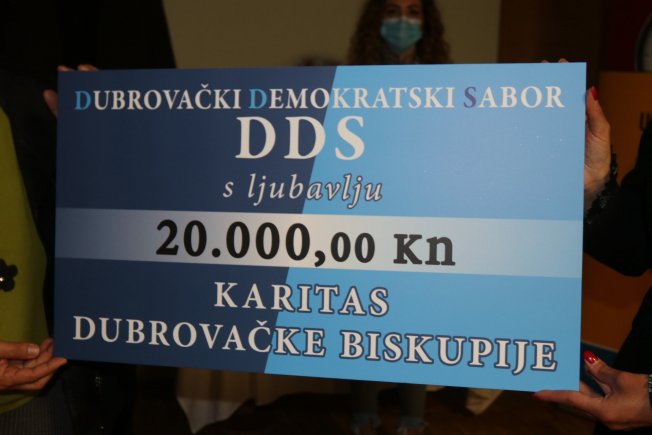 DUBROVAČKI DEMOKRATSKI SABOR
DDS
s ljubavlju
20.000,00 Kn
KARITAS
DUBROVAČKE BISKUPIJE